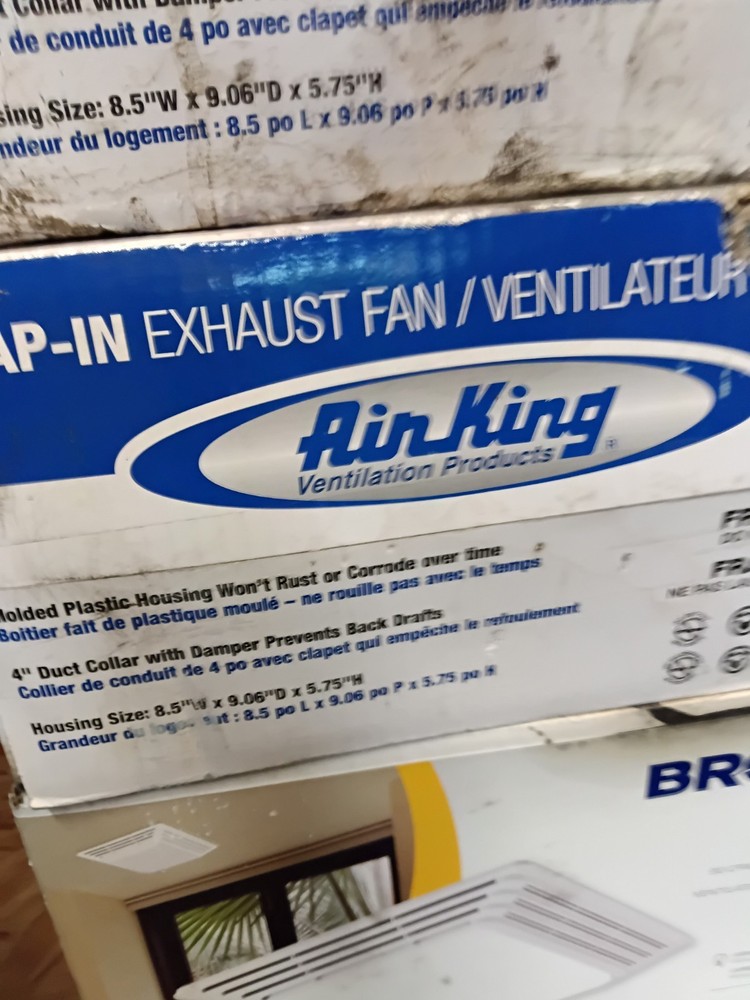 de conduit de 4 po avec clapet qui empêche le
sing Size: 8.5"W x 9.06"D x 5.75"H
ndeur du logement : 8.5 po L x 9.06 po P x 5.75 po H
AP-IN EXHAUST FAN / VENTILATEUR
Air King®
Ventilation Products
Molded Plastic Housing Won't Rust or Corrode over time
Boitier fait de plastique moulé – ne rouille pas avec le temps
4" Duct Collar with Damper Prevents Back Drafts
Collier de conduit de 4 po avec clapet qui empêche le refoulement
Housing Size: 8.5"W x 9.06"D x 5.75"H
Grandeur du logement : 8.5 po L x 9.06 po P x 5.75 po H
BR